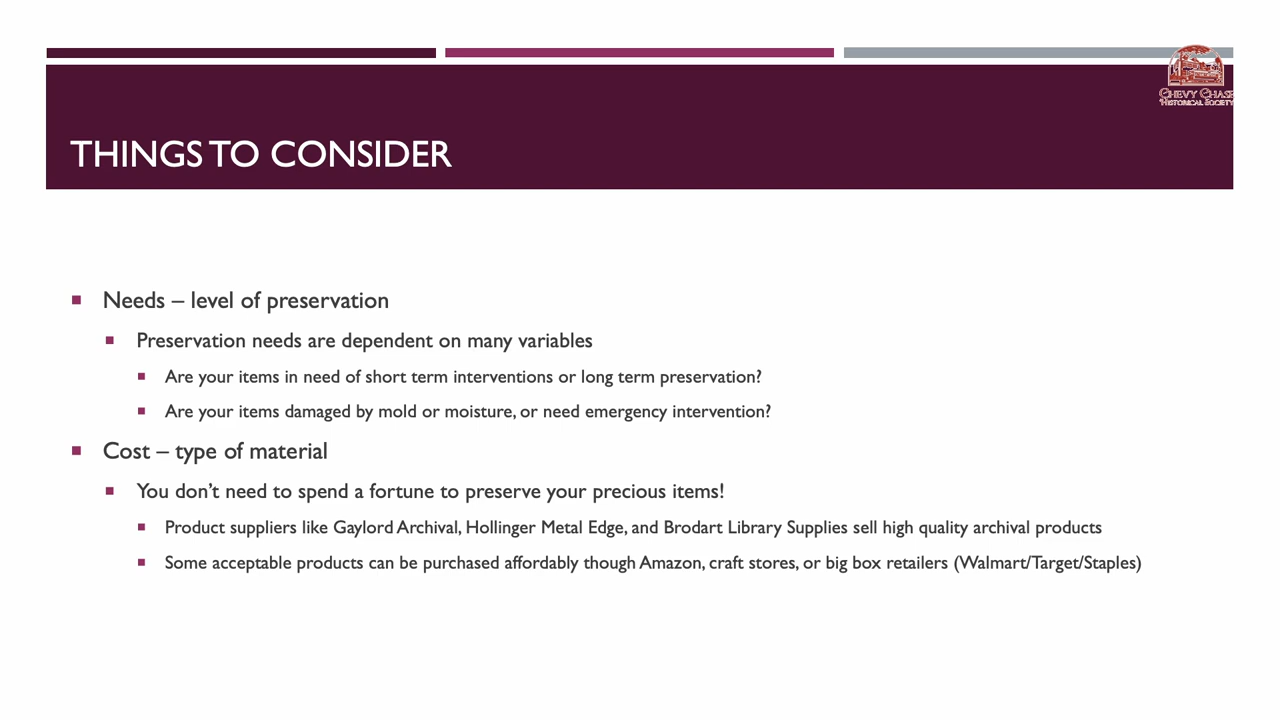 CHEVY CHASE
HISTORICAL SOCIETY
THINGS TO CONSIDER
Needs – level of preservation
Preservation needs are dependent on many variables
Are your items in need of short term interventions or long term preservation?
Are your items damaged by mold or moisture, or need emergency intervention?
Cost – type of material
You don’t need to spend a fortune to preserve your precious items!
Product suppliers like Gaylord Archival, Hollinger Metal Edge, and Brodart Library Supplies sell high quality archival products
Some acceptable products can be purchased affordably though Amazon, craft stores, or big box retailers (Walmart/Target/Staples)